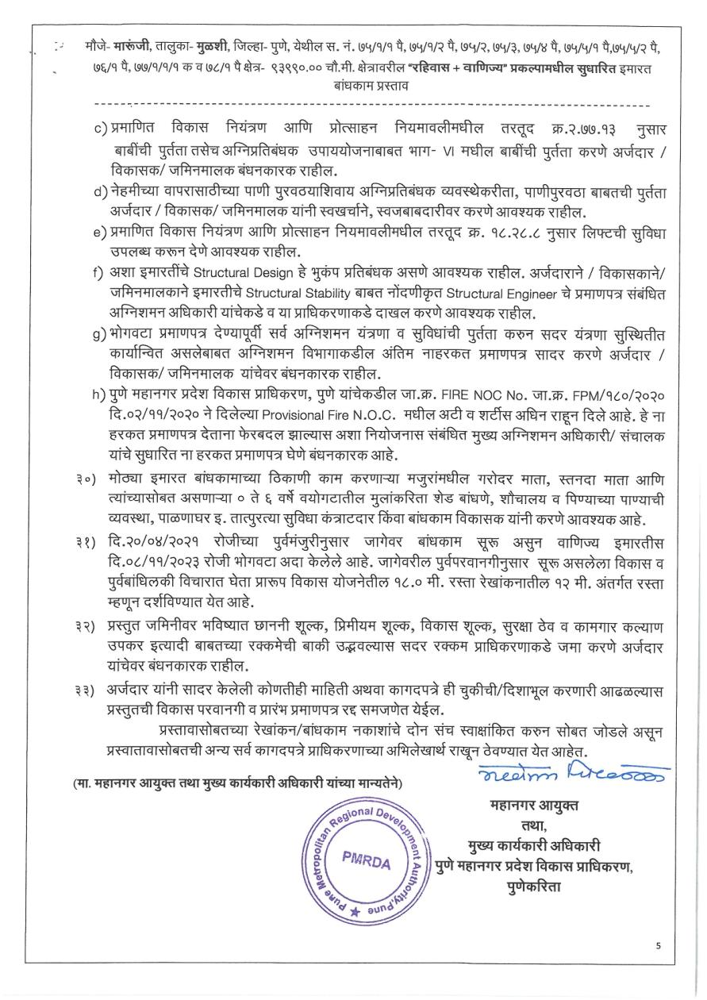 मौजे- मारूंजी, तालुका- मुळशी, जिल्हा- पुणे, येथील स. नं. ७५/१/१ पै, ७५/१/२ पै, ७५/२, ७५/३, ७५/४ पै, ७५/५/१ पै,७५/५/२ पै,
७६/१ पै, ७७/१/१/१ क व ७८/१ पै क्षेत्र- ९३९९०.०० चौ.मी. क्षेत्रावरील "रहिवास + वाणिज्य" प्रकल्पामधील सुधारित इमारत
बांधकाम प्रस्ताव
c) प्रमाणित विकास नियंत्रण आणि प्रोत्साहन नियमावलीमधील तरतूद क्र.२.७७.१३ नुसार
बाबींची पुर्तता तसेच अग्निप्रतिबंधक उपाययोजनाबाबत भाग- VI मधील बाबींची पुर्तता करणे अर्जदार /
विकासक/ जमिनमालक बंधनकारक राहील.
d) नेहमीच्या वापरासाठीच्या पाणी पुरवठयाशिवाय अग्निप्रतिबंधक व्यवस्थेकरीता, पाणीपुरवठा बाबतची पुर्तता
अर्जदार / विकासक/ जमिनमालक यांनी स्वखर्चाने, स्वजबाबदारीवर करणे आवश्यक राहील.
e) प्रमाणित विकास नियंत्रण आणि प्रोत्साहन नियमावलीमधील तरतूद क्र. १८.२८.८ नुसार लिफ्टची सुविधा
उपलब्ध करून देणे आवश्यक राहील.
f) अशा इमारतींचे Structural Design हे भुकंप प्रतिबंधक असणे आवश्यक राहील. अर्जदाराने / विकासकाने/
जमिनमालकाने इमारतीचे Structural Stability बाबत नोंदणीकृत Structural Engineer चे प्रमाणपत्र संबंधित
अग्निशमन अधिकारी यांचेकडे व या प्राधिकरणाकडे दाखल करणे आवश्यक राहील.
g) भोगवटा प्रमाणपत्र देण्यापूर्वी सर्व अग्निशमन यंत्रणा व सुविधांची पुर्तता करुन सदर यंत्रणा सुस्थितीत
कार्यान्वित असलेबाबत अग्निशमन विभागाकडील अंतिम नाहरकत प्रमाणपत्र सादर करणे अर्जदार /
विकासक/ जमिनमालक यांचेवर बंधनकारक राहील.
h) पुणे महानगर प्रदेश विकास प्राधिकरण, पुणे यांचेकडील जा.क्र. FIRE NOC No. जा.क्र. FPM/१८०/२०२०
दि.०२/११/२०२० ने दिलेल्या Provisional Fire N.O.C. मधील अटी व शर्टीस अधिन राहून दिले आहे. हे ना
हरकत प्रमाणपत्र देताना फेरबदल झाल्यास अशा नियोजनास संबंधित मुख्य अग्निशमन अधिकारी/ संचालक
यांचे सुधारित ना हरकत प्रमाणपत्र घेणे बंधनकारक आहे.
३०) मोठ्या इमारत बांधकामाच्या ठिकाणी काम करणाऱ्या मजुरांमधील गरोदर माता, स्तनदा माता आणि
त्यांच्यासोबत असणाऱ्या ० ते ६ वर्षे वयोगटातील मुलांकरिता शेड बांधणे, शौचालय व पिण्याच्या पाण्याची
व्यवस्था, पाळणाघर इ. तात्पुरत्या सुविधा कंत्राटदार किंवा बांधकाम विकासक यांनी करणे आवश्यक आहे.
३१) दि.२०/०४/२०२१ रोजीच्या पुर्वमंजुरीनुसार जागेवर बांधकाम सूरू असुन वाणिज्य इमारतीस
दि.०८/११/२०२३ रोजी भोगवटा अदा केलेले आहे. जागेवरील पुर्वपरवानगीनुसार सूरू असलेला विकास व
पुर्वबांधिलकी विचारात घेता प्रारूप विकास योजनेतील १८.० मी. रस्ता रेखांकनातील १२ मी. अंतर्गत रस्ता
म्हणून दर्शविण्यात येत आहे.
३२) प्रस्तुत जमिनीवर भविष्यात छाननी शूल्क, प्रिमीयम शूल्क, विकास शूल्क, सुरक्षा ठेव व कामगार कल्याण
उपकर इत्यादी बाबतच्या रक्कमेची बाकी उद्भवल्यास सदर रक्कम प्राधिकरणाकडे जमा करणे अर्जदार
यांचेवर बंधनकारक राहील.
३३) अर्जदार यांनी सादर केलेली कोणतीही माहिती अथवा कागदपत्रे ही चुकीची/दिशाभूल करणारी आढळल्यास
प्रस्तुतची विकास परवानगी व प्रारंभ प्रमाणपत्र रद्द समजणेत येईल.
प्रस्तावासोबतच्या रेखांकन/बांधकाम नकाशांचे दोन संच स्वाक्षांकित करुन सोबत जोडले असून
प्रस्वातावासोबतची अन्य सर्व कागदपत्रे प्राधिकरणाच्या अभिलेखार्थ राखून ठेवण्यात येत आहेत.
(मा. महानगर आयुक्त तथा मुख्य कार्यकारी अधिकारी यांच्या मान्यतेने)
महानगर आयुक्त
तथा,
मुख्य कार्यकारी अधिकारी
पुणे महानगर प्रदेश विकास प्राधिकरण,
पुणेकरिता
Pune Metropolitan Regional Development Authority,Pune
PMRDA
5